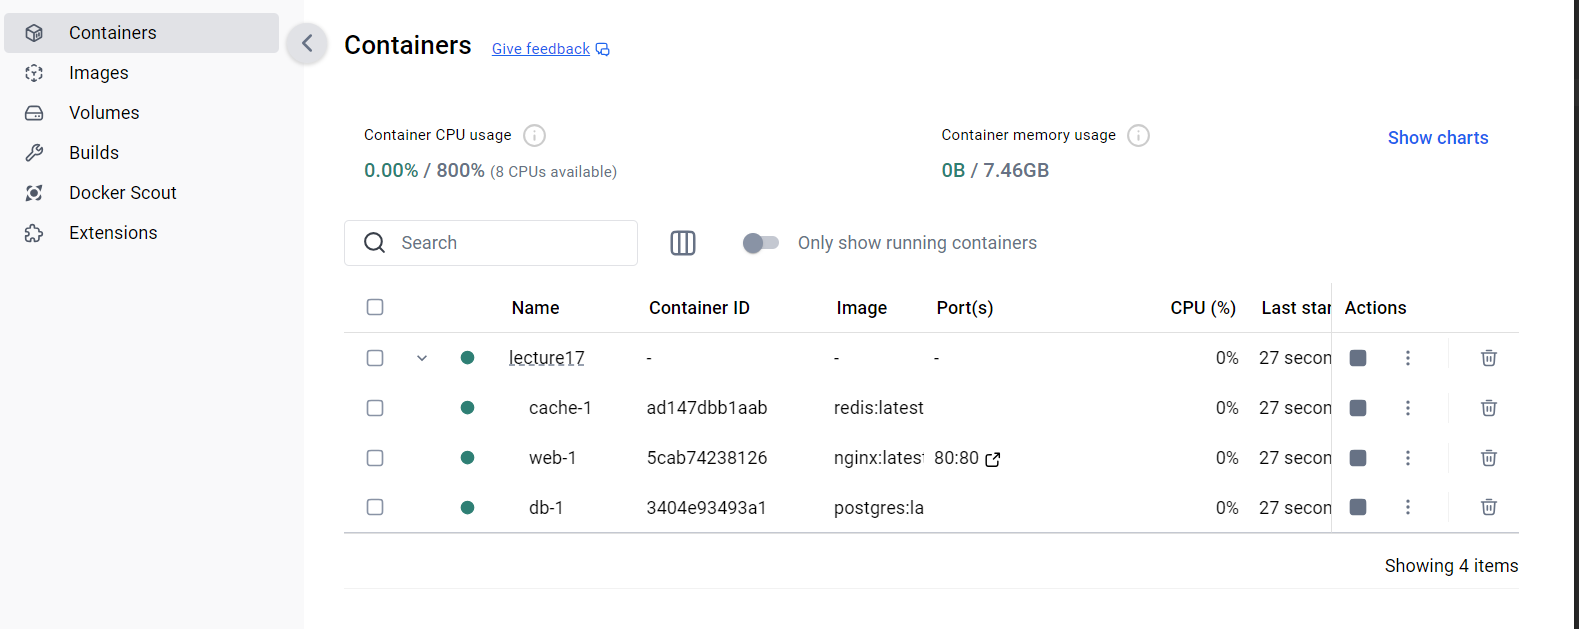 Containers
Images
Volumes
Builds
Docker Scout
Extensions
Containers Give feedback
Container CPU usage
0.00% / 800% (8 CPUs available)
Container memory usage
0B / 7.46GB
Show charts
Search
Only show running containers
Name Container ID Image Port(s) CPU (%) Last star Actions
lecture17 - - - 0% 27 secon
cache-1 ad147dbb1aab redis:latest 0% 27 secon
web-1 5cab74238126 nginx:latest 80:80 0% 27 secon
db-1 3404e93493a1 postgres:la 0% 27 secon
Showing 4 items